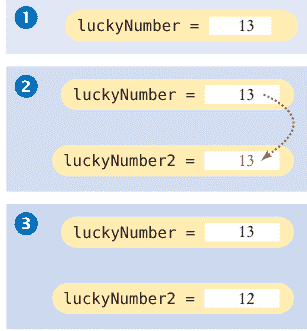 1
luckyNumber = 13
2
luckyNumber = 13
luckyNumber2 = 13
3
luckyNumber = 13
luckyNumber2 = 12